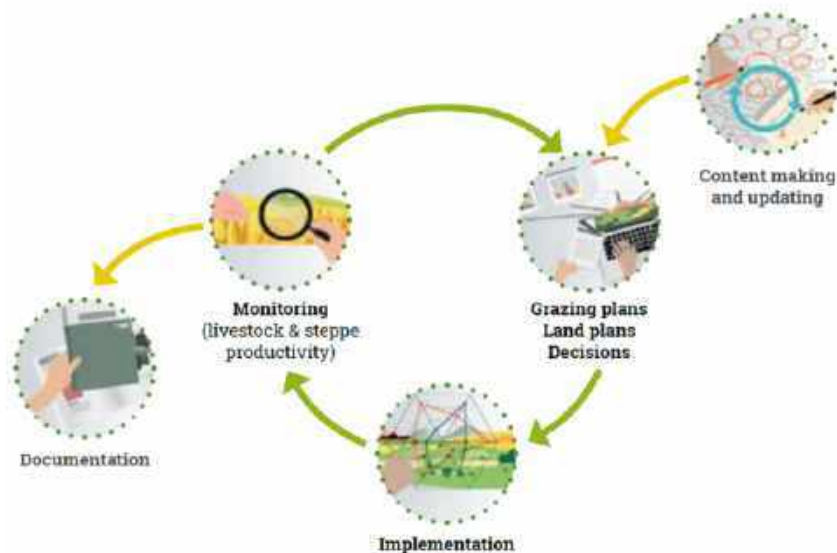 Content making
and updating
Monitoring
(livestock & steppe
productivity)
Grazing plans
Land plans
Decisions
Documentation
Implementation